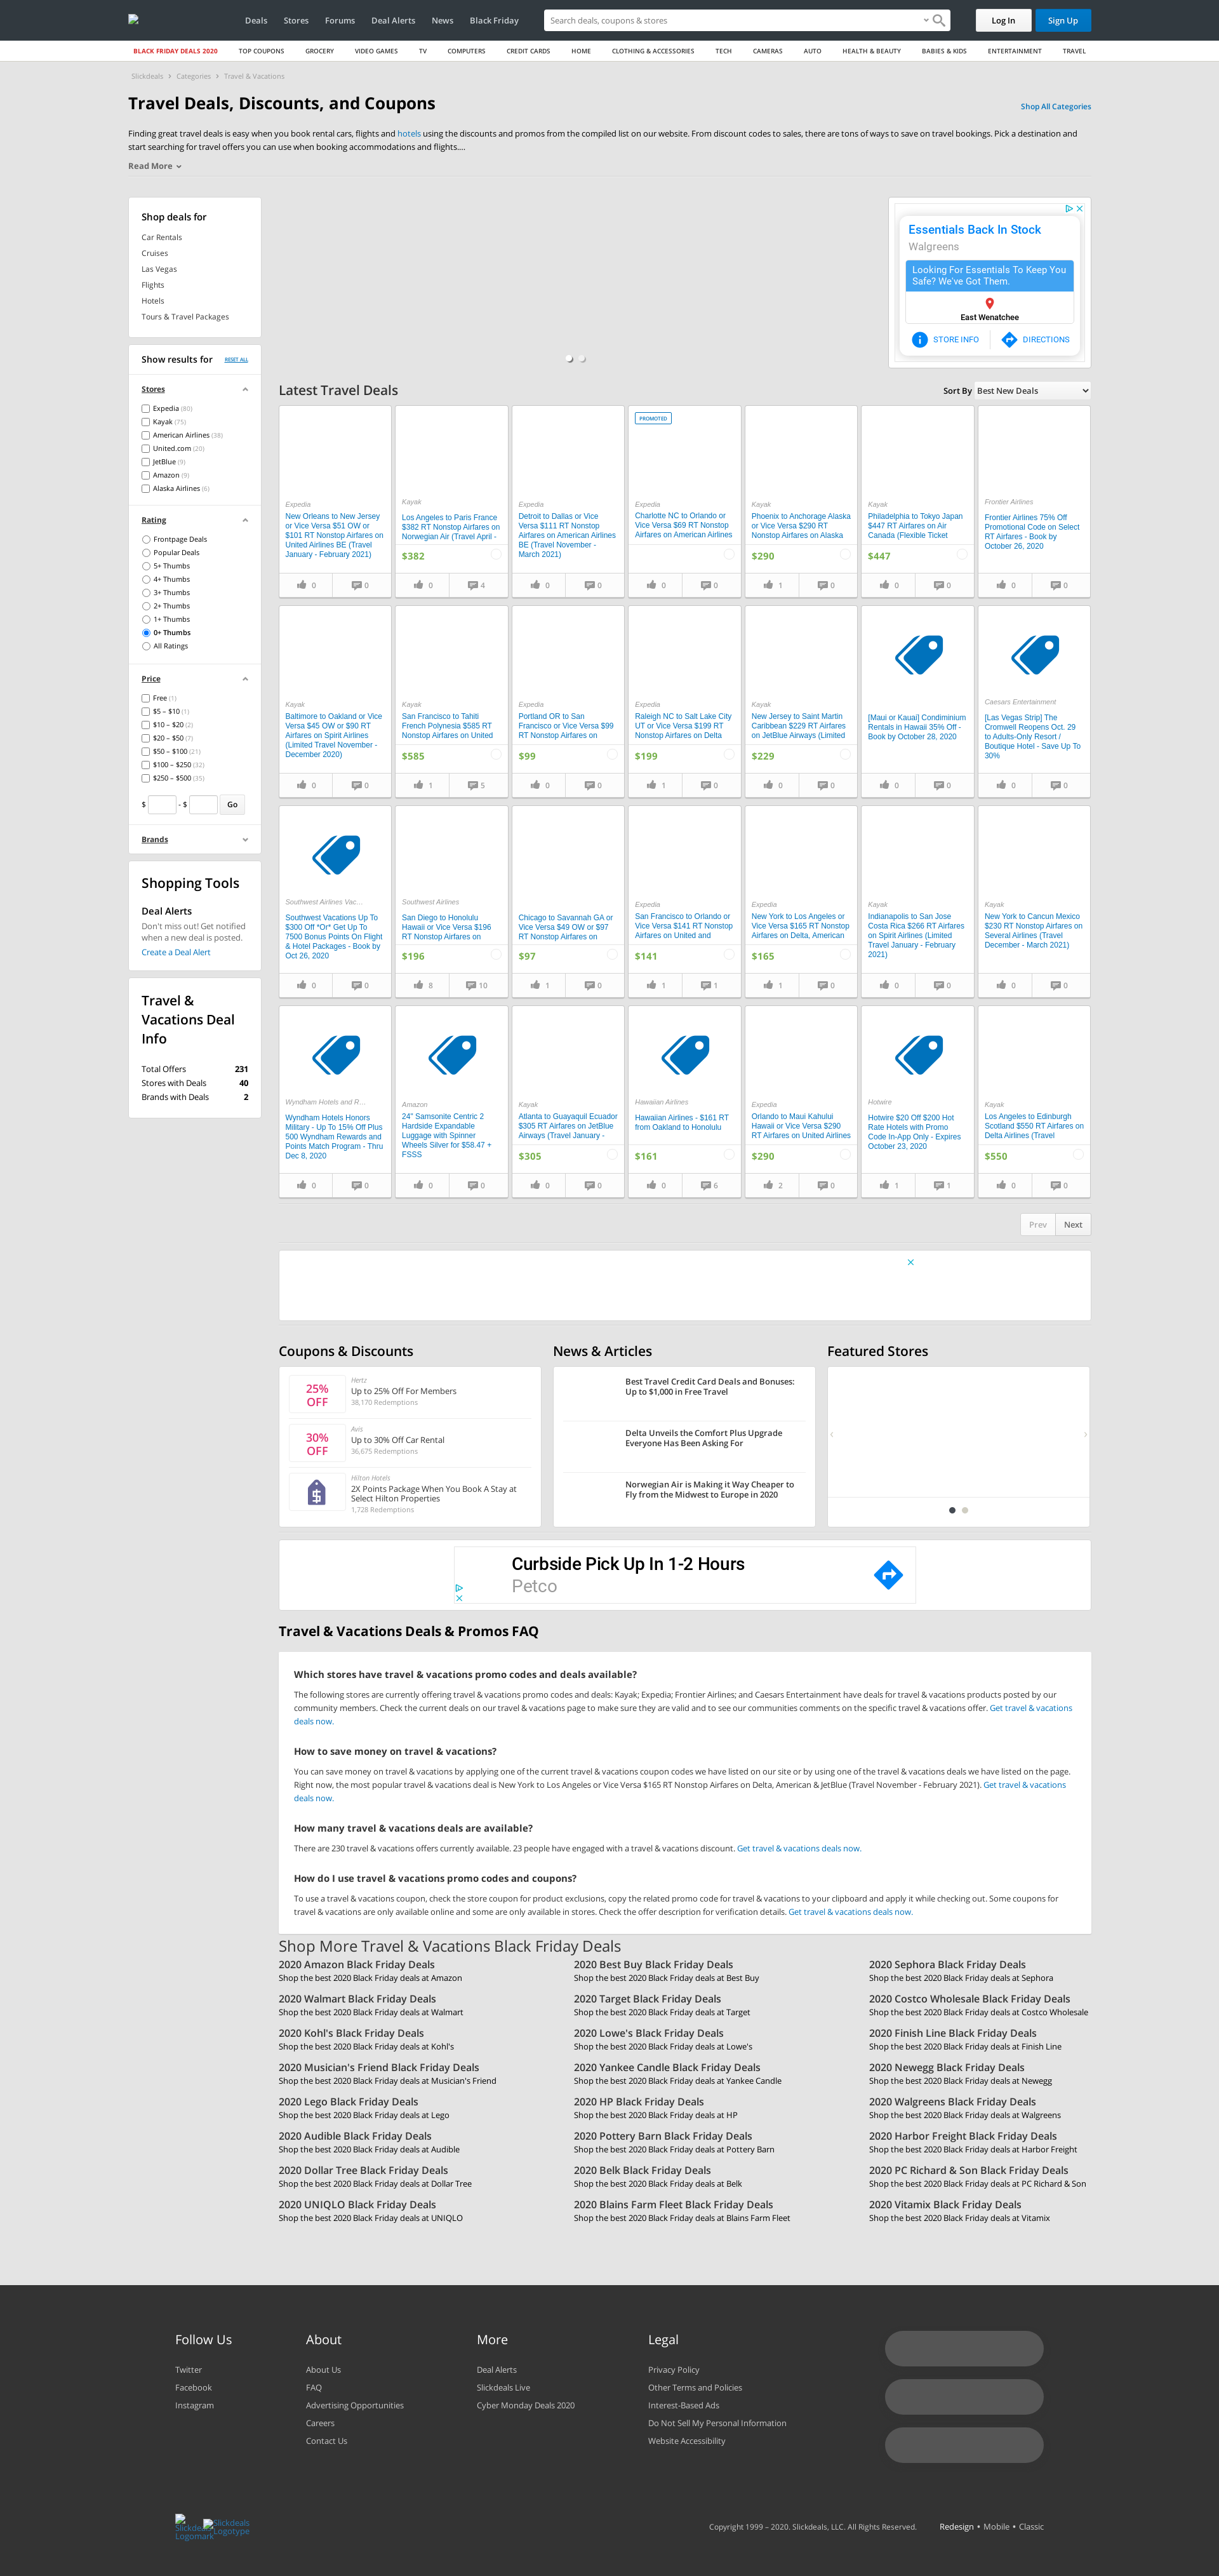 Deals Stores Forums Deal Alerts News Black Friday Search deals, coupons & stores Log In Sign Up
BLACK FRIDAY DEALS 2020 TOP COUPONS GROCERY VIDEO GAMES TV COMPUTERS CREDIT CARDS HOME CLOTHING & ACCESSORIES TECH CAMERAS AUTO HEALTH & BEAUTY BABIES & KIDS ENTERTAINMENT TRAVEL
Slickdeals > Categories > Travel & Vacations
Travel Deals, Discounts, and Coupons
Shop All Categories
Finding great travel deals is easy when you book rental cars, flights and hotels using the discounts and promos from the compiled list on our website. From discount codes to sales, there are tons of ways to save on travel bookings. Pick a destination and
start searching for travel offers you can use when booking accommodations and flights....
Read More
Shop deals for
Car Rentals
Cruises
Las Vegas
Flights
Hotels
Tours & Travel Packages
Essentials Back In Stock
Walgreens
Looking For Essentials To Keep You
Safe? We've Got Them.
East Wenatchee
STORE INFO DIRECTIONS
Show results for RESET ALL
Stores
Expedia (80)
Kayak (75)
American Airlines (38)
United.com (20)
JetBlue (9)
Amazon (9)
Alaska Airlines (6)
Rating
Frontpage Deals
Popular Deals
5+ Thumbs
4+ Thumbs
3+ Thumbs
2+ Thumbs
1+ Thumbs
0+ Thumbs
All Ratings
Price
Free (1)
$5 – $10 (1)
$10 – $20 (2)
$20 – $50 (7)
$50 – $100 (21)
$100 – $250 (32)
$250 – $500 (35)
$ - $ Go
Brands
Shopping Tools
Deal Alerts
Don't miss out! Get notified
when a new deal is posted.
Create a Deal Alert
Travel &
Vacations Deal
Info
Total Offers 231
Stores with Deals 40
Brands with Deals 2
Latest Travel Deals
Sort By Best New Deals
Expedia
New Orleans to New Jersey
or Vice Versa $51 OW or
$101 RT Nonstop Airfares on
United Airlines BE (Travel
January - February 2021)
0 0
Kayak
Los Angeles to Paris France
$382 RT Nonstop Airfares on
Norwegian Air (Travel April -
$382
0 4
Expedia
Detroit to Dallas or Vice
Versa $111 RT Nonstop
Airfares on American Airlines
BE (Travel November -
March 2021)
0 0
PROMOTED
Expedia
Charlotte NC to Orlando or
Vice Versa $69 RT Nonstop
Airfares on American Airlines
0 0
Kayak
Phoenix to Anchorage Alaska
or Vice Versa $290 RT
Nonstop Airfares on Alaska
$290
1 0
Kayak
Philadelphia to Tokyo Japan
$447 RT Airfares on Air
Canada (Flexible Ticket
$447
0 0
Frontier Airlines
Frontier Airlines 75% Off
Promotional Code on Select
RT Airfares - Book by
October 26, 2020
0 0
Kayak
Baltimore to Oakland or Vice
Versa $45 OW or $90 RT
Airfares on Spirit Airlines
(Limited Travel November -
December 2020)
0 0
Kayak
San Francisco to Tahiti
French Polynesia $585 RT
Nonstop Airfares on United
$585
1 5
Expedia
Portland OR to San
Francisco or Vice Versa $99
RT Nonstop Airfares on
$99
0 0
Expedia
Raleigh NC to Salt Lake City
UT or Vice Versa $199 RT
Nonstop Airfares on Delta
$199
1 0
Kayak
New Jersey to Saint Martin
Caribbean $229 RT Airfares
on JetBlue Airways (Limited
$229
0 0
[Maui or Kauai] Condiminium
Rentals in Hawaii 35% Off -
Book by October 28, 2020
0 0
Caesars Entertainment
[Las Vegas Strip] The
Cromwell Reopens Oct. 29
to Adults-Only Resort /
Boutique Hotel - Save Up To
30%
0 0
Southwest Airlines Vac...
Southwest Vacations Up To
$300 Off *Or* Get Up To
7500 Bonus Points On Flight
& Hotel Packages - Book by
Oct 26, 2020
0 0
Southwest Airlines
San Diego to Honolulu
Hawaii or Vice Versa $196
RT Nonstop Airfares on
$196
8 10
Chicago to Savannah GA or
Vice Versa $49 OW or $97
RT Nonstop Airfares on
$97
1 0
Expedia
San Francisco to Orlando or
Vice Versa $141 RT Nonstop
Airfares on United and
$141
1 1
Expedia
New York to Los Angeles or
Vice Versa $165 RT Nonstop
Airfares on Delta, American
$165
1 0
Kayak
Indianapolis to San Jose
Costa Rica $266 RT Airfares
on Spirit Airlines (Limited
Travel January - February
2021)
0 0
Kayak
New York to Cancun Mexico
$230 RT Nonstop Airfares on
Several Airlines (Travel
December - March 2021)
0 0
Wyndham Hotels and R...
Wyndham Hotels Honors
Military - Up To 15% Off Plus
500 Wyndham Rewards and
Points Match Program - Thru
Dec 8, 2020
0 0
Amazon
24" Samsonite Centric 2
Hardside Expandable
Luggage with Spinner
Wheels Silver for $58.47 +
FSSS
0 0
Kayak
Atlanta to Guayaquil Ecuador
$305 RT Airfares on JetBlue
Airways (Travel January -
$305
0 0
Hawaiian Airlines
Hawaiian Airlines - $161 RT
from Oakland to Honolulu
$161
0 6
Expedia
Orlando to Maui Kahului
Hawaii or Vice Versa $290
RT Airfares on United Airlines
$290
2 0
Hotwire
Hotwire $20 Off $200 Hot
Rate Hotels with Promo
Code In-App Only - Expires
October 23, 2020
1 1
Kayak
Los Angeles to Edinburgh
Scotland $550 RT Airfares on
Delta Airlines (Travel
$550
0 0
Prev Next
Coupons & Discounts
25%
OFF
Hertz
Up to 25% Off For Members
38,170 Redemptions
30%
OFF
Avis
Up to 30% Off Car Rental
36,675 Redemptions
Hilton Hotels
2X Points Package When You Book A Stay at
Select Hilton Properties
1,728 Redemptions
News & Articles
Best Travel Credit Card Deals and Bonuses:
Up to $1,000 in Free Travel
Delta Unveils the Comfort Plus Upgrade
Everyone Has Been Asking For
Norwegian Air is Making it Way Cheaper to
Fly from the Midwest to Europe in 2020
Featured Stores
Curbside Pick Up In 1-2 Hours
Petco
Travel & Vacations Deals & Promos FAQ
Which stores have travel & vacations promo codes and deals available?
The following stores are currently offering travel & vacations promo codes and deals: Kayak; Expedia; Frontier Airlines; and Caesars Entertainment have deals for travel & vacations products posted by our
community members. Check the current deals on our travel & vacations page to make sure they are valid and to see our communities comments on the specific travel & vacations offer. Get travel & vacations
deals now.
How to save money on travel & vacations?
You can save money on travel & vacations by applying one of the current travel & vacations coupon codes we have listed on our site or by using one of the travel & vacations deals we have listed on the page.
Right now, the most popular travel & vacations deal is New York to Los Angeles or Vice Versa $165 RT Nonstop Airfares on Delta, American & JetBlue (Travel November - February 2021). Get travel & vacations
deals now.
How many travel & vacations deals are available?
There are 230 travel & vacations offers currently available. 23 people have engaged with a travel & vacations discount. Get travel & vacations deals now.
How do I use travel & vacations promo codes and coupons?
To use a travel & vacations coupon, check the store coupon for product exclusions, copy the related promo code for travel & vacations to your clipboard and apply it while checking out. Some coupons for
travel & vacations are only available online and some are only available in stores. Check the offer description for verification details. Get travel & vacations deals now.
Shop More Travel & Vacations Black Friday Deals
2020 Amazon Black Friday Deals 2020 Best Buy Black Friday Deals 2020 Sephora Black Friday Deals
Shop the best 2020 Black Friday deals at Amazon Shop the best 2020 Black Friday deals at Best Buy Shop the best 2020 Black Friday deals at Sephora
2020 Walmart Black Friday Deals 2020 Target Black Friday Deals 2020 Costco Wholesale Black Friday Deals
Shop the best 2020 Black Friday deals at Walmart Shop the best 2020 Black Friday deals at Target Shop the best 2020 Black Friday deals at Costco Wholesale
2020 Kohl's Black Friday Deals 2020 Lowe's Black Friday Deals 2020 Finish Line Black Friday Deals
Shop the best 2020 Black Friday deals at Kohl's Shop the best 2020 Black Friday deals at Lowe's Shop the best 2020 Black Friday deals at Finish Line
2020 Musician's Friend Black Friday Deals 2020 Yankee Candle Black Friday Deals 2020 Newegg Black Friday Deals
Shop the best 2020 Black Friday deals at Musician's Friend Shop the best 2020 Black Friday deals at Yankee Candle Shop the best 2020 Black Friday deals at Newegg
2020 Lego Black Friday Deals 2020 HP Black Friday Deals 2020 Walgreens Black Friday Deals
Shop the best 2020 Black Friday deals at Lego Shop the best 2020 Black Friday deals at HP Shop the best 2020 Black Friday deals at Walgreens
2020 Audible Black Friday Deals 2020 Pottery Barn Black Friday Deals 2020 Harbor Freight Black Friday Deals
Shop the best 2020 Black Friday deals at Audible Shop the best 2020 Black Friday deals at Pottery Barn Shop the best 2020 Black Friday deals at Harbor Freight
2020 Dollar Tree Black Friday Deals 2020 Belk Black Friday Deals 2020 PC Richard & Son Black Friday Deals
Shop the best 2020 Black Friday deals at Dollar Tree Shop the best 2020 Black Friday deals at Belk Shop the best 2020 Black Friday deals at PC Richard & Son
2020 UNIQLO Black Friday Deals 2020 Blains Farm Fleet Black Friday Deals 2020 Vitamix Black Friday Deals
Shop the best 2020 Black Friday deals at UNIQLO Shop the best 2020 Black Friday deals at Blains Farm Fleet Shop the best 2020 Black Friday deals at Vitamix
Follow Us
Twitter
Facebook
Instagram
About
About Us
FAQ
Advertising Opportunities
Careers
Contact Us
More
Deal Alerts
Slickdeals Live
Cyber Monday Deals 2020
Legal
Privacy Policy
Other Terms and Policies
Interest-Based Ads
Do Not Sell My Personal Information
Website Accessibility
Slickdeals
Logomark
Slickdeals
Logotype
Copyright 1999 – 2020. Slickdeals, LLC. All Rights Reserved. Redesign • Mobile • Classic